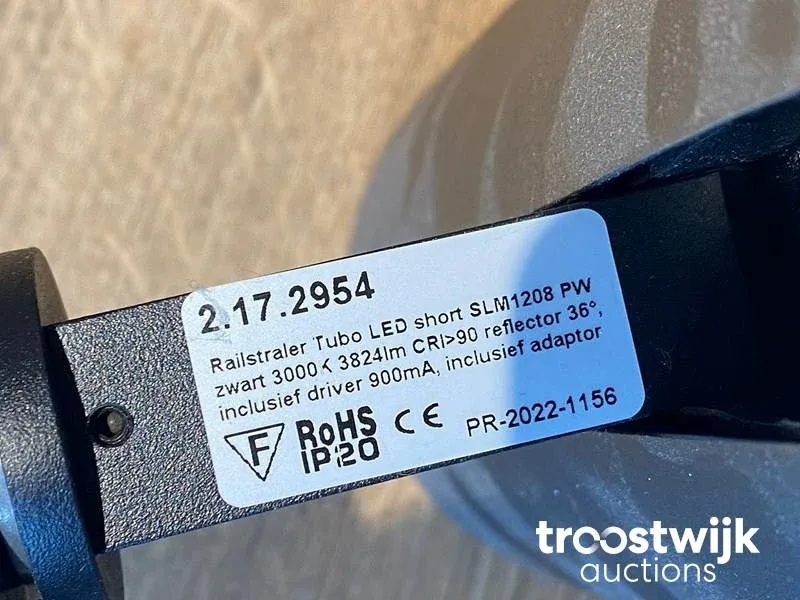 2.17.2954
Railstraler Tubo LED short SLM1208 PW
zwart 3000K 3824lm CRI>90 reflector 36°,
inclusief driver 900mA, inclusief adaptor
F RoHS CE PR-2022-1156
IP20
troostwijk
auctions